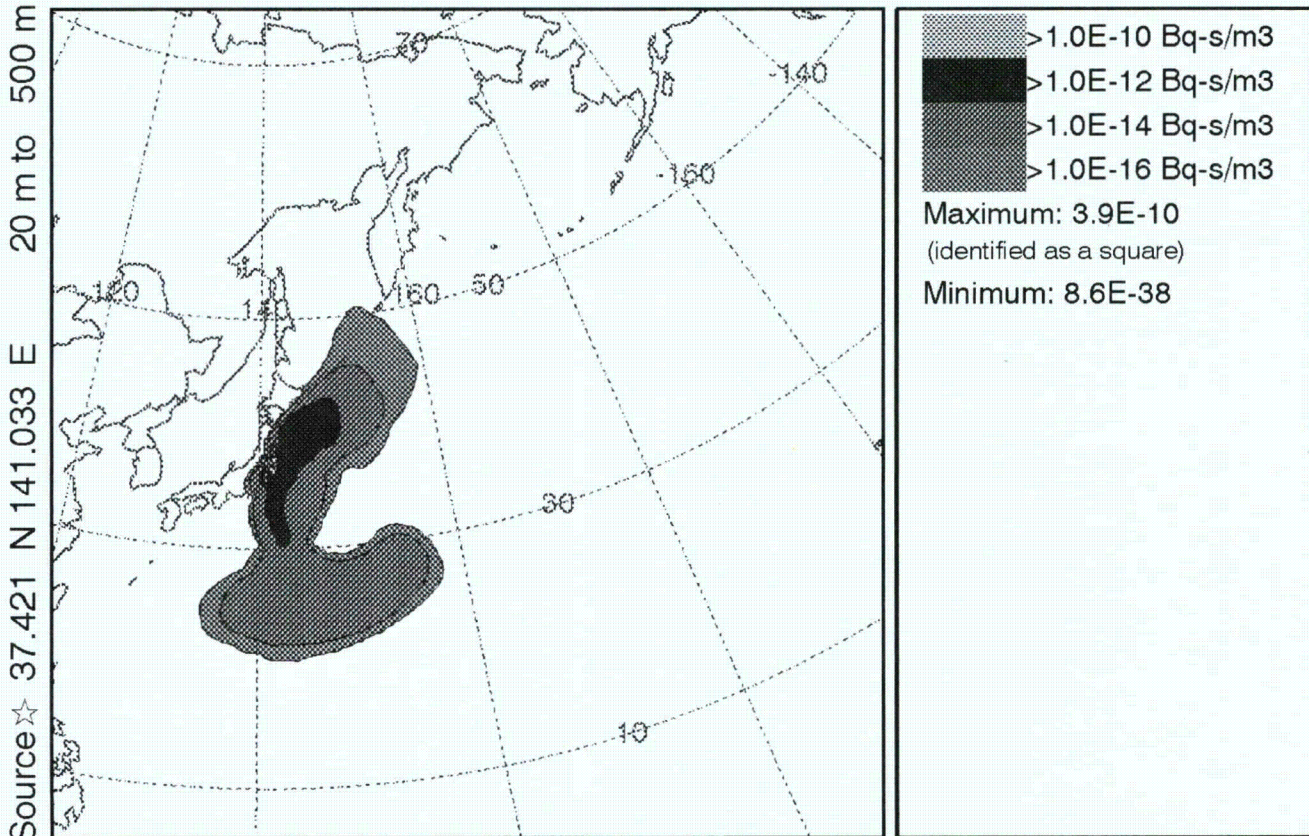 Source ☆ 37.421 N 141.033 E 20 m to 500 m
70
-140
-160
120
160
50
30
10
>1.0E-10 Bq-s/m3
>1.0E-12 Bq-s/m3
>1.0E-14 Bq-s/m3
>1.0E-16 Bq-s/m3
Maximum: 3.9E-10
(identified as a square)
Minimum: 8.6E-38